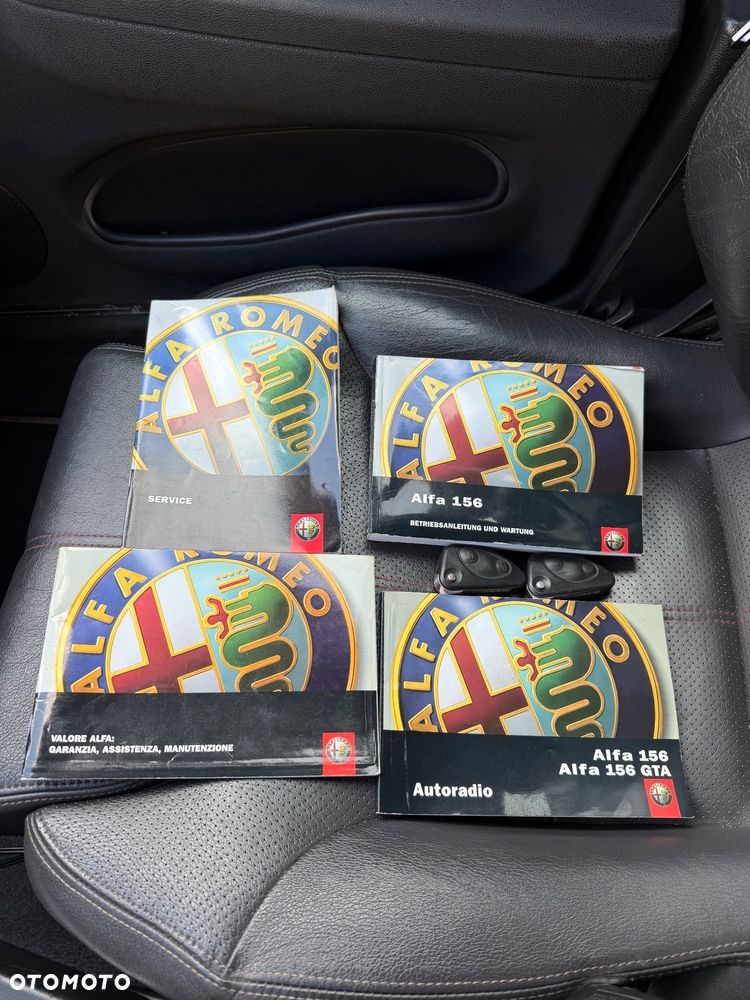 ALFA ROMEO
SERVICE
ALFA ROMEO
Alfa 156
BETRIEBSANLEITUNG UND WARTUNG
ALFA ROMEO
VALORE ALFA:
GARANZIA, ASSISTENZA, MANUTENZIONE
ALFA ROMEO
Alfa 156
Alfa 156 GTA
Autoradio
OTOMOTO